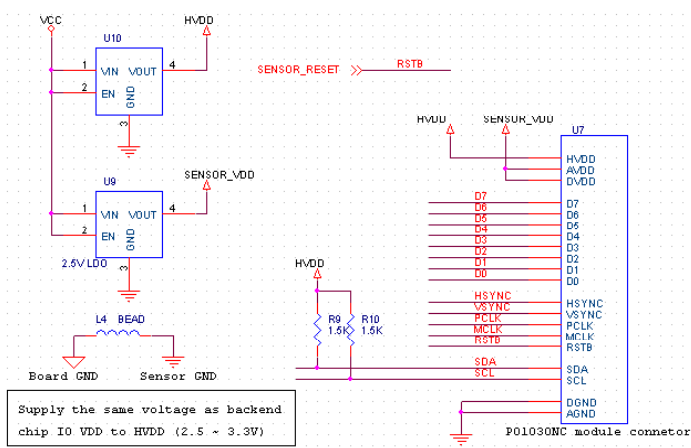 VCC
HVDD
U10
1 VIN VOUT 4
2 EN
GND
3
SENSOR_RESET
RSTB
HVDD
SENSOR_VDD
U7
HVDD
AVDD
DVDD
U9
SENSOR_VDD
1 VIN VOUT 4
2 EN
GND
2.5V LDO
3
D7 D7
D6 D6
D5 D5
D4 D4
D3 D3
D2 D2
D1 D1
D0 D0
HSYNC HSYNC
VSYNC VSYNC
PCLK PCLK
MCLK MCLK
RSTB RSTB
HVDD
R9
1.5K
R10
1.5K
SDA SDA
SCL SCL
DGND
AGND
P01030NC module connetor
L4 BEAD
Board GND
Sensor GND
Supply the same voltage as backend
chip IO VDD to HVDD (2.5 ~ 3.3V)